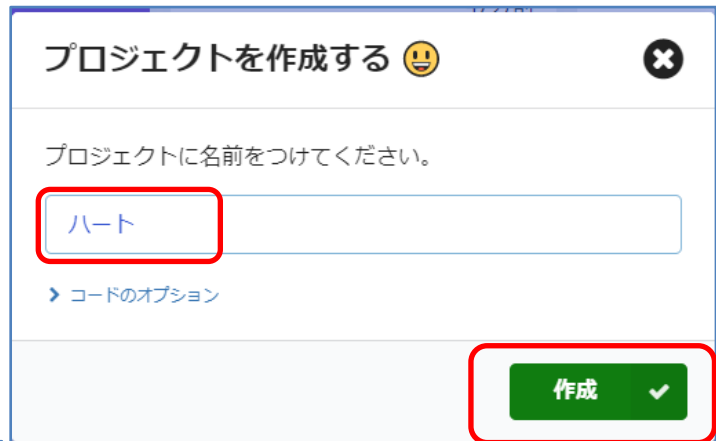 プロジェクトを作成する 😃
プロジェクトに名前をつけてください。
ハート
コードのオプション
作成